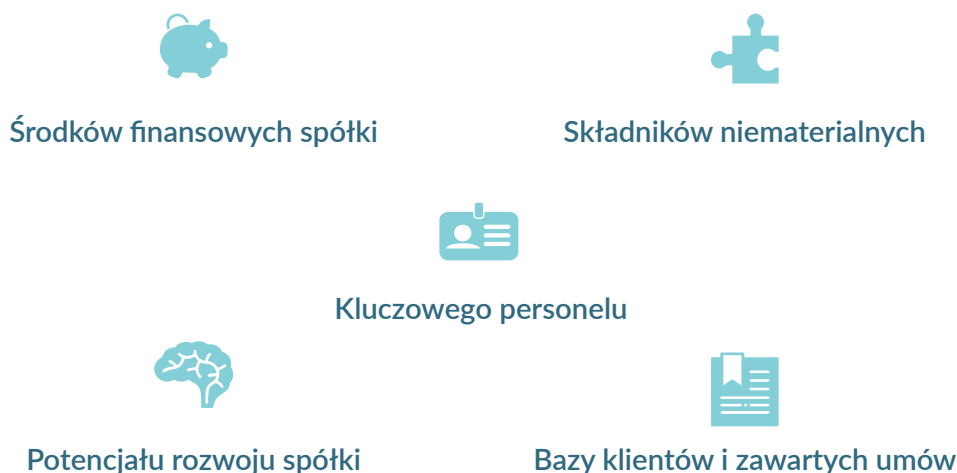 Środków finansowych spółki
Składników niematerialnych
Kluczowego personelu
Potencjału rozwoju spółki
Bazy klientów i zawartych umów